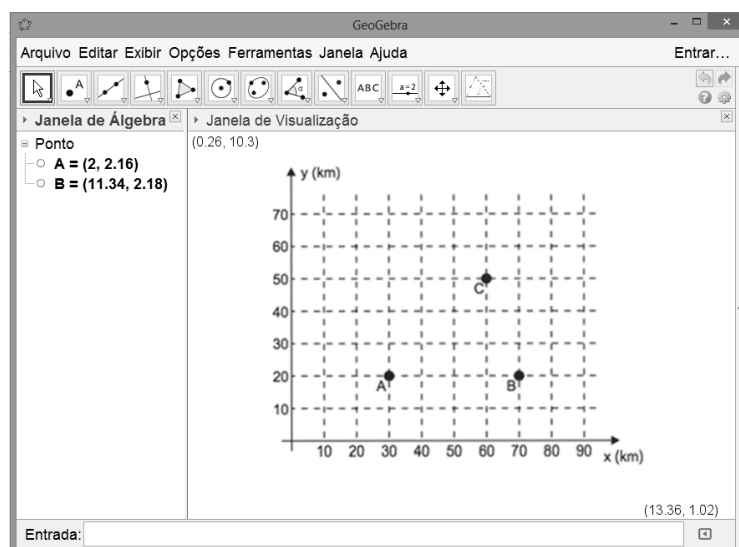 GeoGebra
Arquivo Editar Exibir Opções Ferramentas Janela Ajuda Entrar...
A ABC a=2
Janela de Álgebra
Ponto
A = (2, 2.16)
B = (11.34, 2.18)
Janela de Visualização
(0.26, 10.3)
y (km)
70
60
50
C
40
30
20
A B
10
10 20 30 40 50 60 70 80 90 x (km)
(13.36, 1.02)
Entrada: